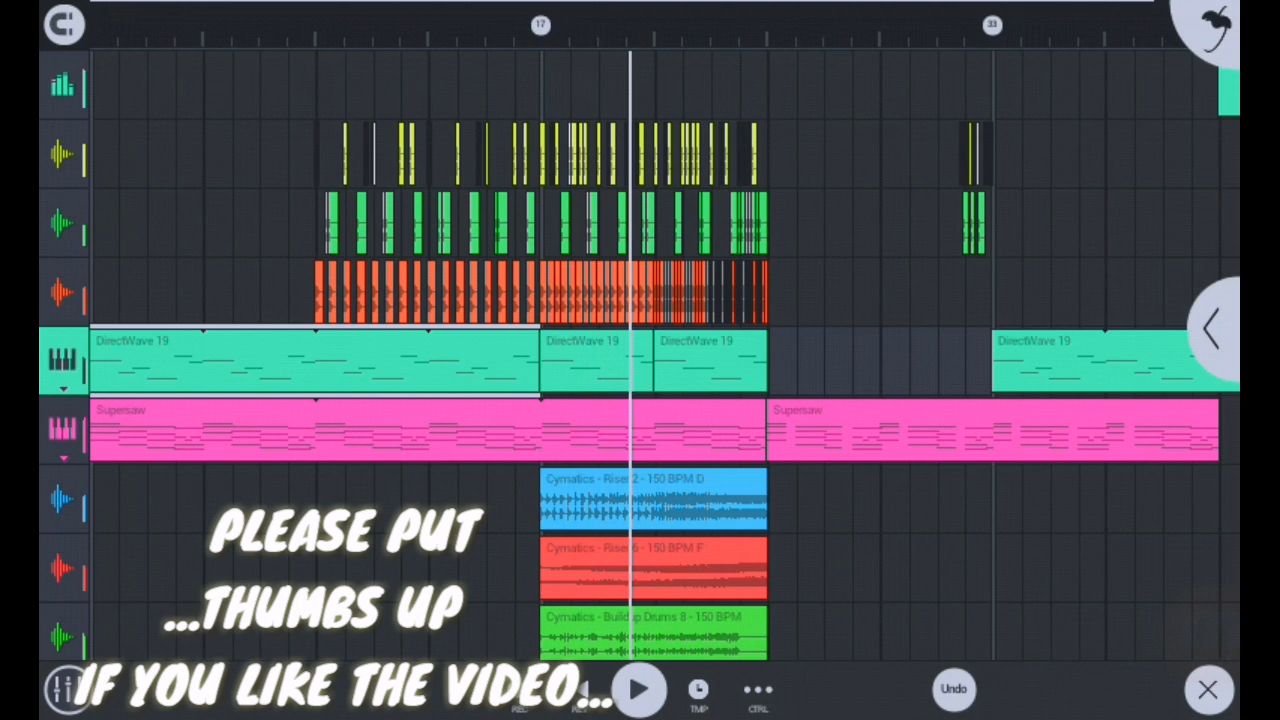 17
33
DirectWave 19
DirectWave 19
DirectWave 19
DirectWave 19
Supersaw
Supersaw
Cymatics - Riser 2 - 150 BPM D
Cymatics - Riser 6 - 150 BPM F
Cymatics - Buildup Drums 8 - 150 BPM
PLEASE PUT
...THUMBS UP
IF YOU LIKE THE VIDEO...
REC
TMP
CTRL
Undo